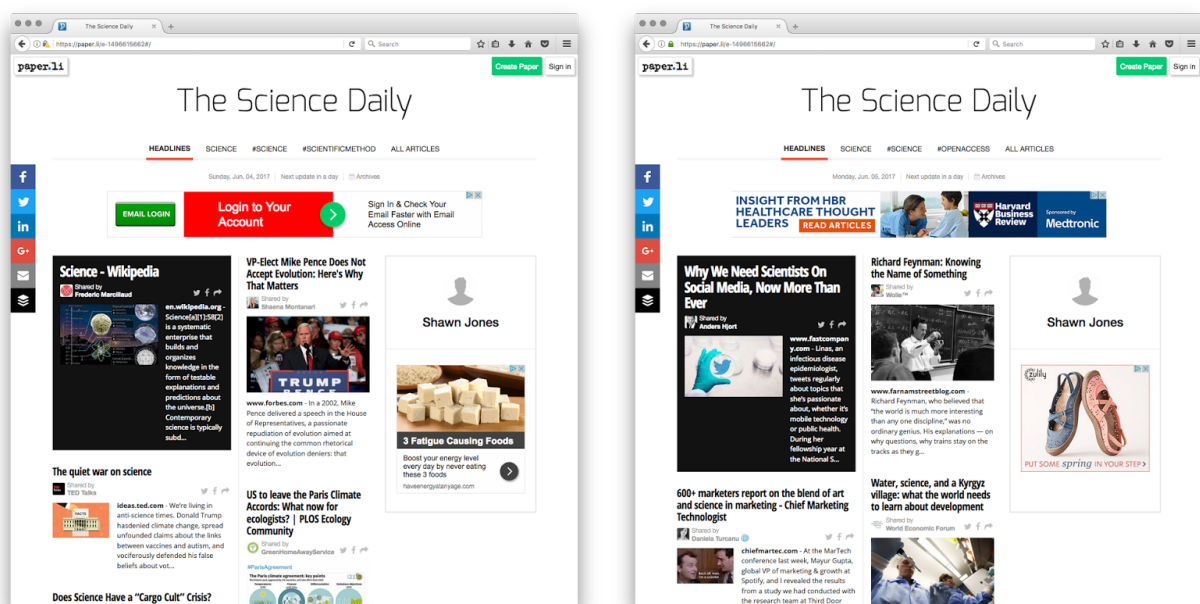 The Science Daily
https://paper.li/e-1496615662#/
Search
paper.li
Create Paper
Sign in
The Science Daily
HEADLINES
SCIENCE
#SCIENCE
#SCIENTIFICMETHOD
ALL ARTICLES
Sunday, Jun. 04, 2017
Next update in a day
Archives
EMAIL LOGIN
Login to Your
Account
Sign In & Check Your
Email Faster with Email
Access Online
Science - Wikipedia
Shared by
Frederic Marcillaud
en.wikipedia.org -
Science[a][1]:58[2]
is a systematic
enterprise that
builds and
organizes
knowledge in the
form of testable
explanations and
predictions about
the universe.[b]
Contemporary
science is typically
subd...
The quiet war on science
Shared by
TED Talks
FACTS
ideas.ted.com - We're living in
anti-science times. Donald Trump
hasdenied climate change, spread
unfounded claims about the links
between vaccines and autism, and
vociferously defended his false
beliefs about vot...
Does Science Have a “Cargo Cult” Crisis?
VP-Elect Mike Pence Does Not
Accept Evolution: Here's Why
That Matters
Shared by
Shaena Montanari
TRUMP
PENCE
www.forbes.com - In a 2002, Mike
Pence delivered a speech in the House
of Representatives, a passionate
repudiation of evolution aimed at
continuing the common rhetorical
device of evolution deniers: that
evolution...
US to leave the Paris Climate
Accords: What now for
ecologists? | PLOS Ecology
Community
Shared by
GreenHomeAwayService
#ParisAgreement
The Paris climate agreement: key points
Shawn Jones
3 Fatigue Causing Foods
Boost your energy level
every day by never eating
these 3 foods
havenergystanyage.com
The Science Daily
https://paper.li/e-1496615662#/
Search
paper.li
Create Paper
Sign in
The Science Daily
HEADLINES
SCIENCE
#SCIENCE
#OPENACCESS
ALL ARTICLES
Monday, Jun. 05, 2017
Next update in a day
Archives
INSIGHT FROM HBR
HEALTHCARE THOUGHT
LEADERS
READ ARTICLES
Harvard
Business
Review
Sponsored by
Medtronic
Why We Need Scientists On
Social Media, Now More Than
Ever
Shared by
Anders Hjort
www.fastcompan
y.com - Linas, an
infectious disease
epidemiologist,
tweets regularly
about topics that
she's passionate
about, whether it's
mobile technology
or public health.
During her
fellowship year at
the National S...
600+ marketers report on the blend of art
and science in marketing - Chief Marketing
Technologist
Shared by
Daniele Turcanu
chiefmartec.com - At the MarTech
conference last week, Mayur Gupta,
global VP of marketing & growth at
Spotify, and I revealed the results
from a study we had conducted with
the research team at Third Door
Richard Feynman: Knowing
the Name of Something
Shared by
Wolle™
www.farnamstreetblog.com -
Richard Feynman, who believed that
"the world is much more interesting
than any one discipline," was no
ordinary genius. His explanations — on
why questions, why trains stay on the
tracks as they g...
Water, science, and a Kyrgyz
village: what the world needs
to learn about development
Shared by
World Economic Forum
Shawn Jones
zulily
PUT SOME spring IN YOUR STEP